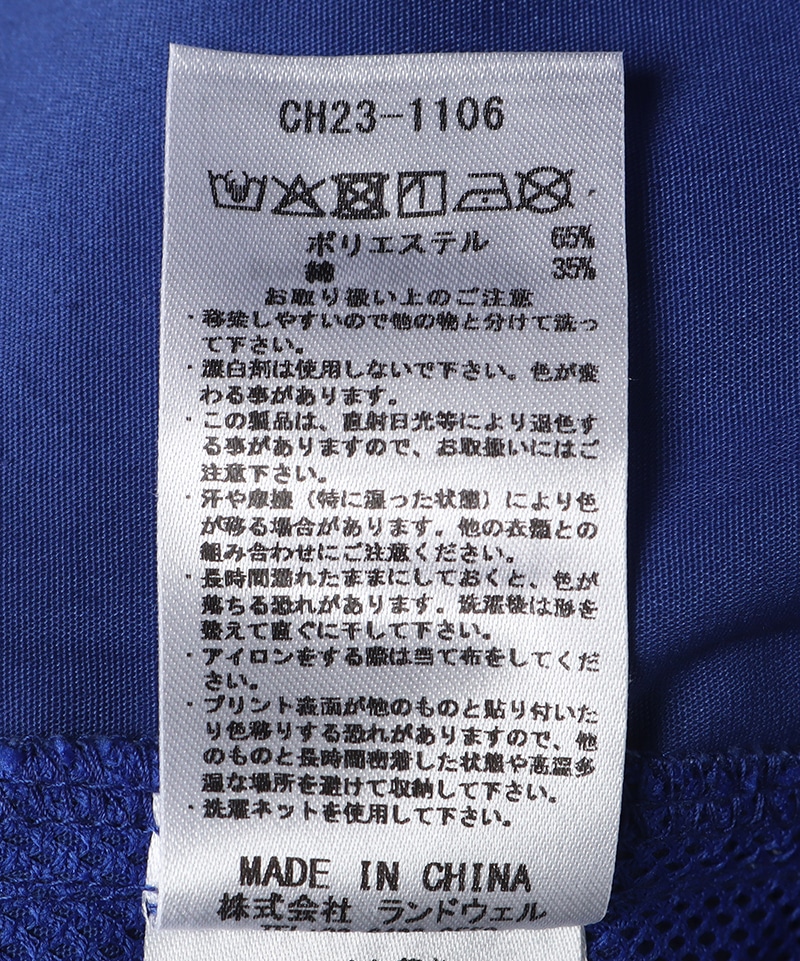 CH23-1106
ポリエステル 65%
綿 35%
お取り扱い上のご注意
・移染しやすいので他の物と分けて洗っ
て下さい。
・漂白剤は使用しないで下さい。色が変
わる事があります。
・この製品は、直射日光等により退色す
る事がありますので、お取扱いにはご
注意下さい。
・汗や摩擦（特に湿った状態）により色
が移る場合があります。他の衣類との
組み合わせにご注意ください。
・長時間濡れたままにしておくと、色が
落ちる恐れがあります。洗濯後は形を
整えて直ぐに干して下さい。
・アイロンをする際は当て布をしてくだ
さい。
・プリント表面が他のものと貼り付いた
り色移りする恐れがありますので、他
のものと長時間密着した状態や高温多
湿な場所を避けて収納して下さい。
・洗濯ネットを使用して下さい。
MADE IN CHINA
株式会社 ランドウェル